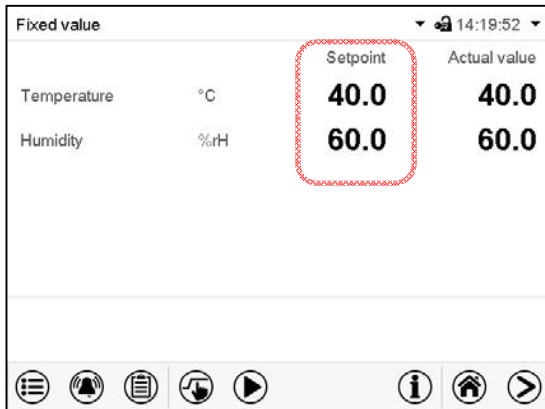 Fixed value 14:19:52
Setpoint Actual value
Temperature °C 40.0 40.0
Humidity %rH 60.0 60.0